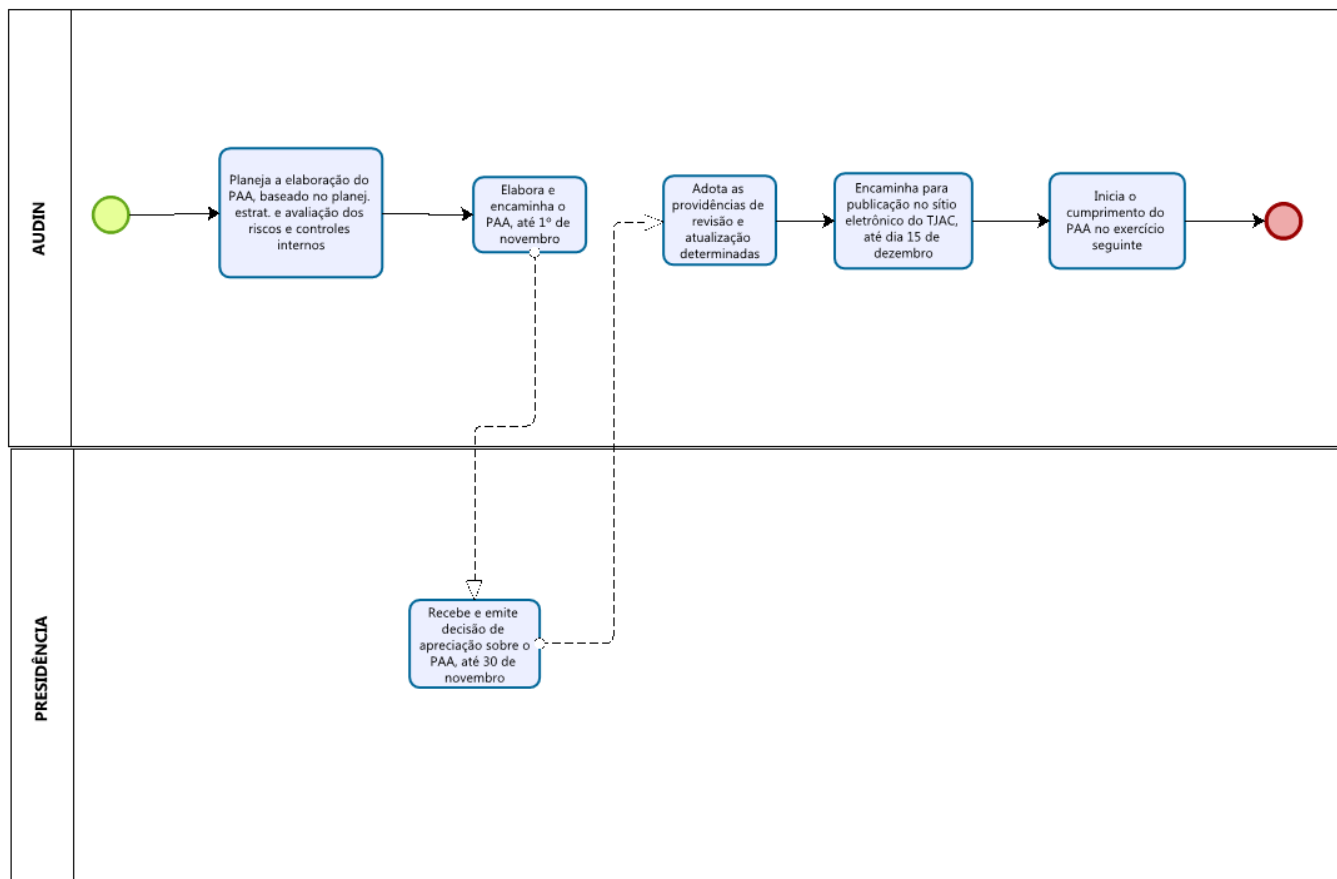 AUDIN
Planeja a elaboração do
PAA, baseado no planej.
estrat. e avaliação dos
riscos e controles
internos
Elabora e
encaminha o
PAA, até 1º de
novembro
Adota as
providências de
revisão e
atualização
determinadas
Encaminha para
publicação no sítio
eletrônico do TJAC,
até dia 15 de
dezembro
Inicia o
cumprimento do
PAA no exercício
seguinte
PRESIDÊNCIA
Recebe e emite
decisão de
apreciação sobre o
PAA, até 30 de
novembro